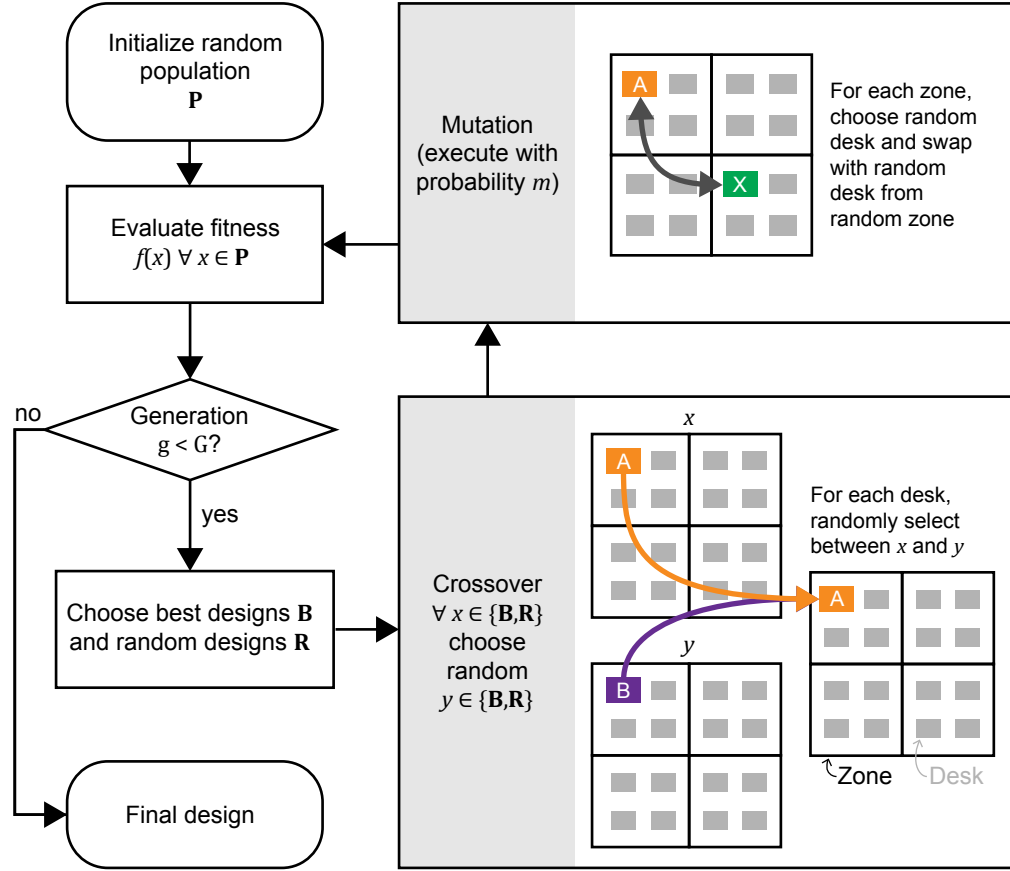 Initialize random
population
𝐏
Evaluate fitness
f(x) ∀ x ∈ 𝐏
Generation
g < G?
no
yes
Choose best designs 𝐁
and random designs 𝐑
Final design
Mutation
(execute with
probability m)
A
X
For each zone,
choose random
desk and swap
with random
desk from
random zone
Crossover
∀ x ∈ {𝐁,𝐑}
choose
random
y ∈ {𝐁,𝐑}
x
A
y
B
For each desk,
randomly select
between x and y
A
Zone
Desk